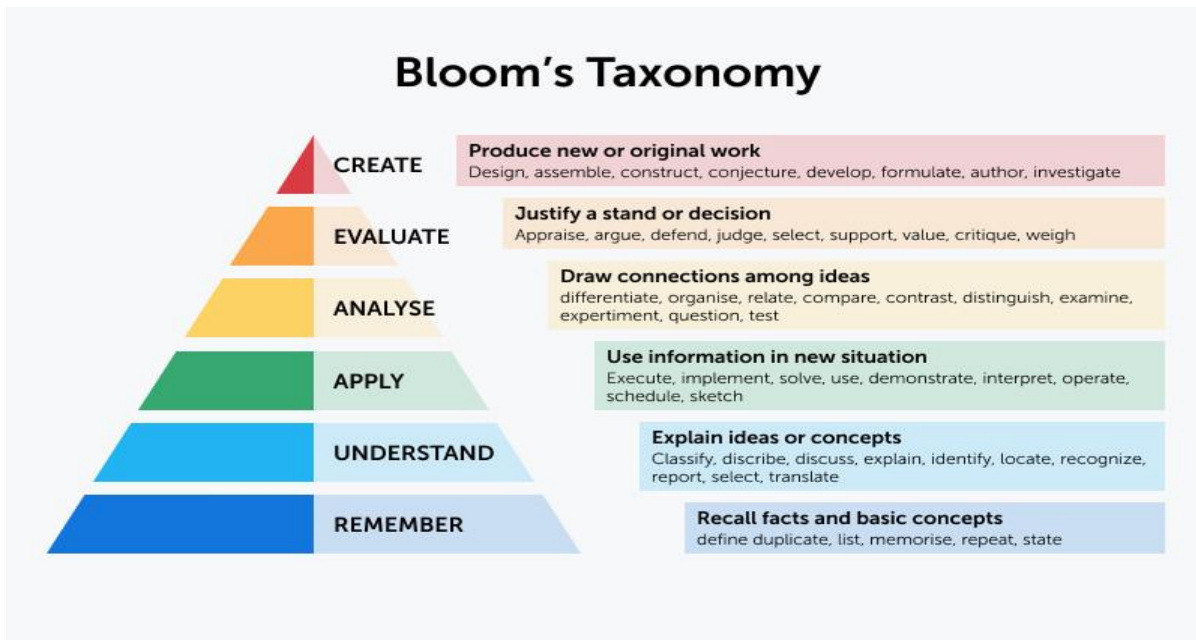 Bloom’s Taxonomy
CREATE
Produce new or original work
Design, assemble, construct, conjecture, develop, formulate, author, investigate
EVALUATE
Justify a stand or decision
Appraise, argue, defend, judge, select, support, value, critique, weigh
ANALYSE
Draw connections among ideas
differentiate, organise, relate, compare, contrast, distinguish, examine,
expertiment, question, test
APPLY
Use information in new situation
Execute, implement, solve, use, demonstrate, interpret, operate,
schedule, sketch
UNDERSTAND
Explain ideas or concepts
Classify, discribe, discuss, explain, identify, locate, recognize,
report, select, translate
REMEMBER
Recall facts and basic concepts
define duplicate, list, memorise, repeat, state